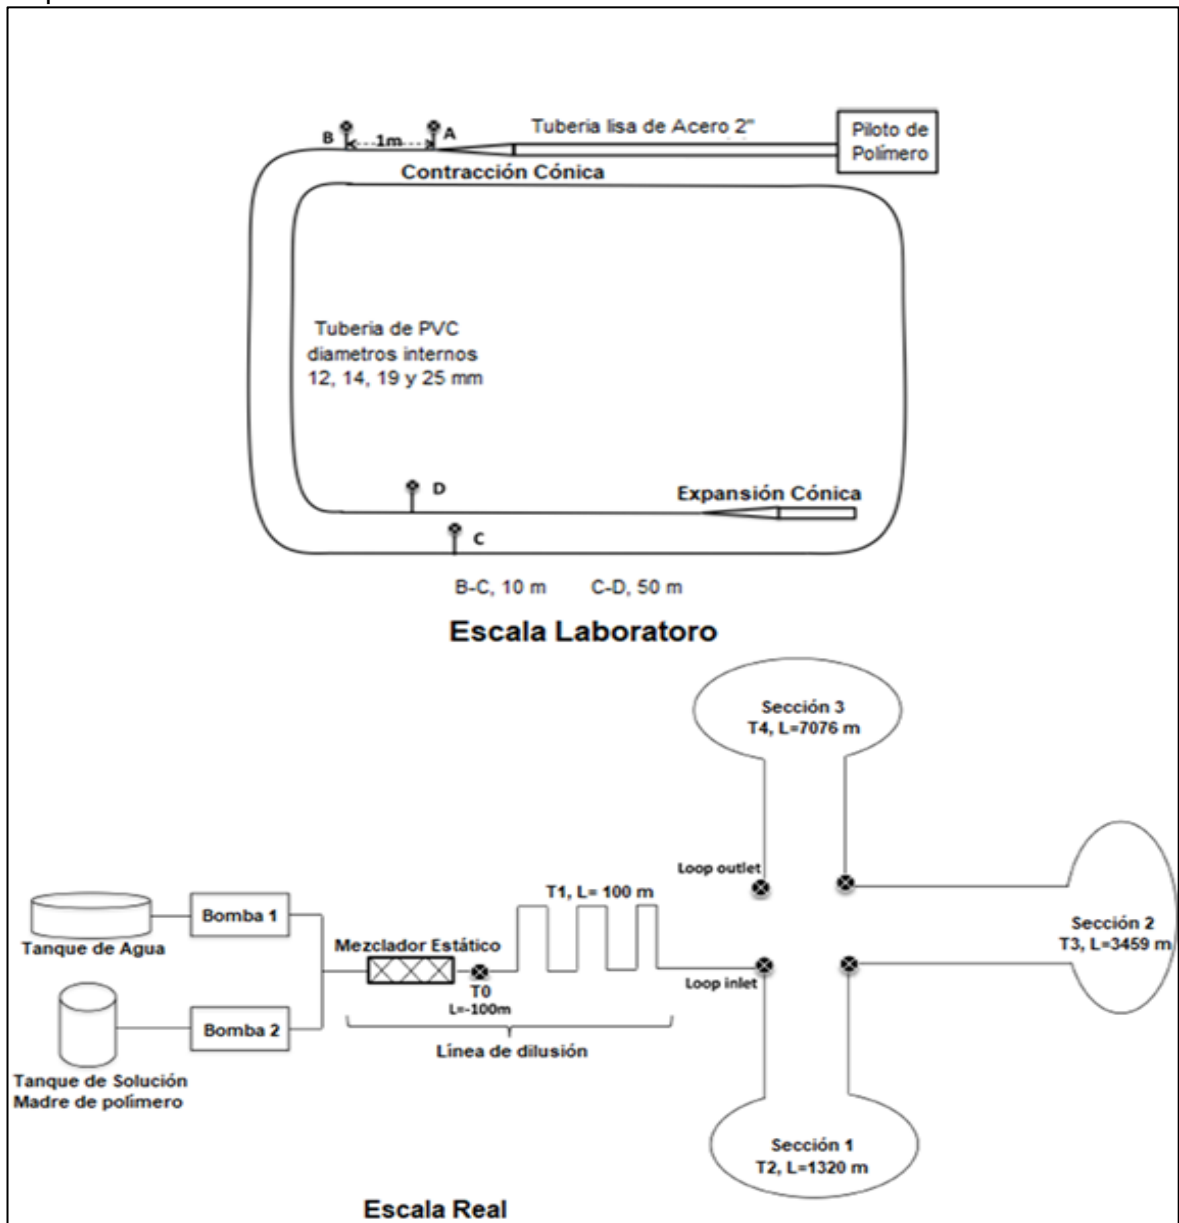 B
1m
A
Tuberia lisa de Acero 2"
Piloto de
Polímero
Contracción Cónica
Tuberia de PVC
diametros internos
12, 14, 19 y 25 mm
D
Expansión Cónica
C
B-C, 10 m C-D, 50 m
Escala Laboratoro
Sección 3
T4, L=7076 m
Loop outlet
T1, L= 100 m
Bomba 1
Tanque de Agua
Mezclador Estático
Sección 2
T3, L=3459 m
T0
L=-100m
Loop inlet
Bomba 2
Línea de dilusión
Tanque de Solución
Madre de polímero
Sección 1
T2, L=1320 m
Escala Real